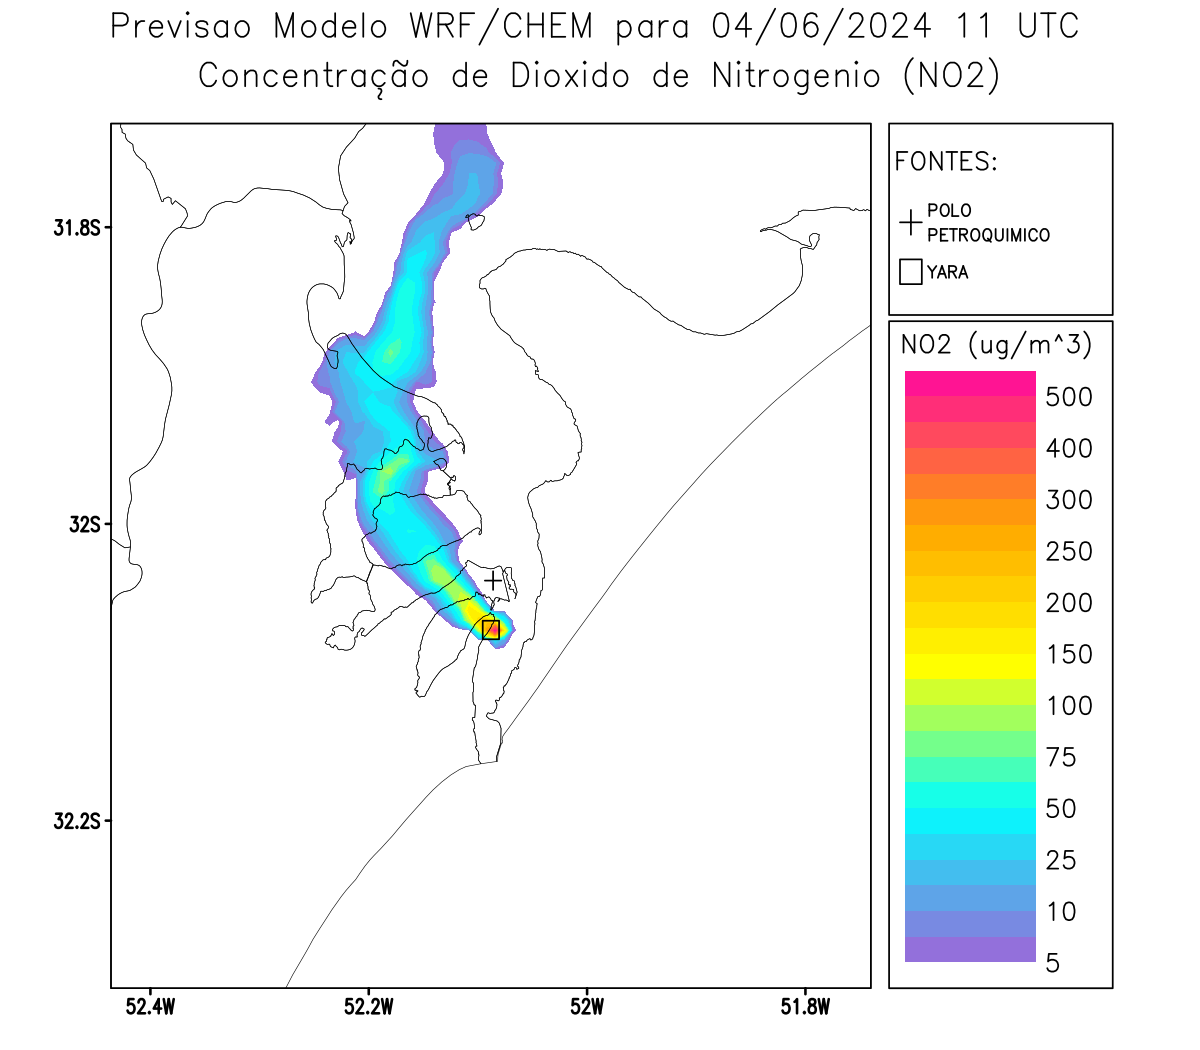 Previsao Modelo WRF/CHEM para 04/06/2024 11 UTC
Concentração de Dioxido de Nitrogenio (NO2)
FONTES:
POLO
PETROQUIMICO
YARA
NO2 (ug/m^3)
500
400
300
250
200
150
100
75
50
25
10
5
31.8S
32S
32.2S
52.4W
52.2W
52W
51.8W